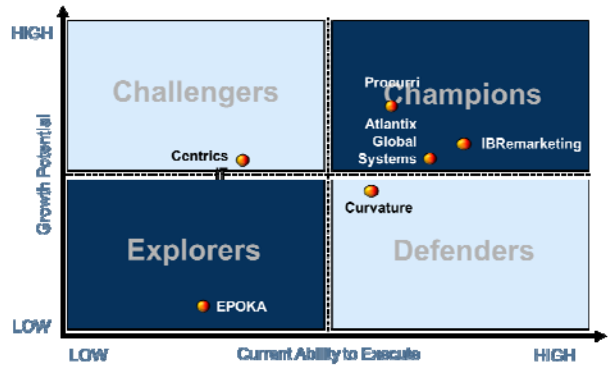 HIGH
Challengers
Procurri
Champions
Atlantix
Global
Systems
IBRemarketing
Centrics
IT
Growth Potential
Curvature
Explorers
Defenders
EPOKA
LOW
LOW
Current Ability to Execute
HIGH